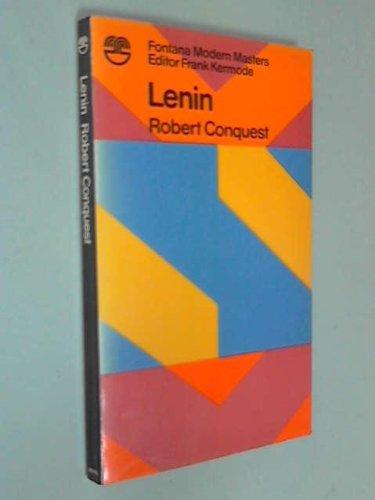 Fontana Modern Masters
Editor Frank Kermode
Lenin
Robert Conquest
Lenin Robert Conquest